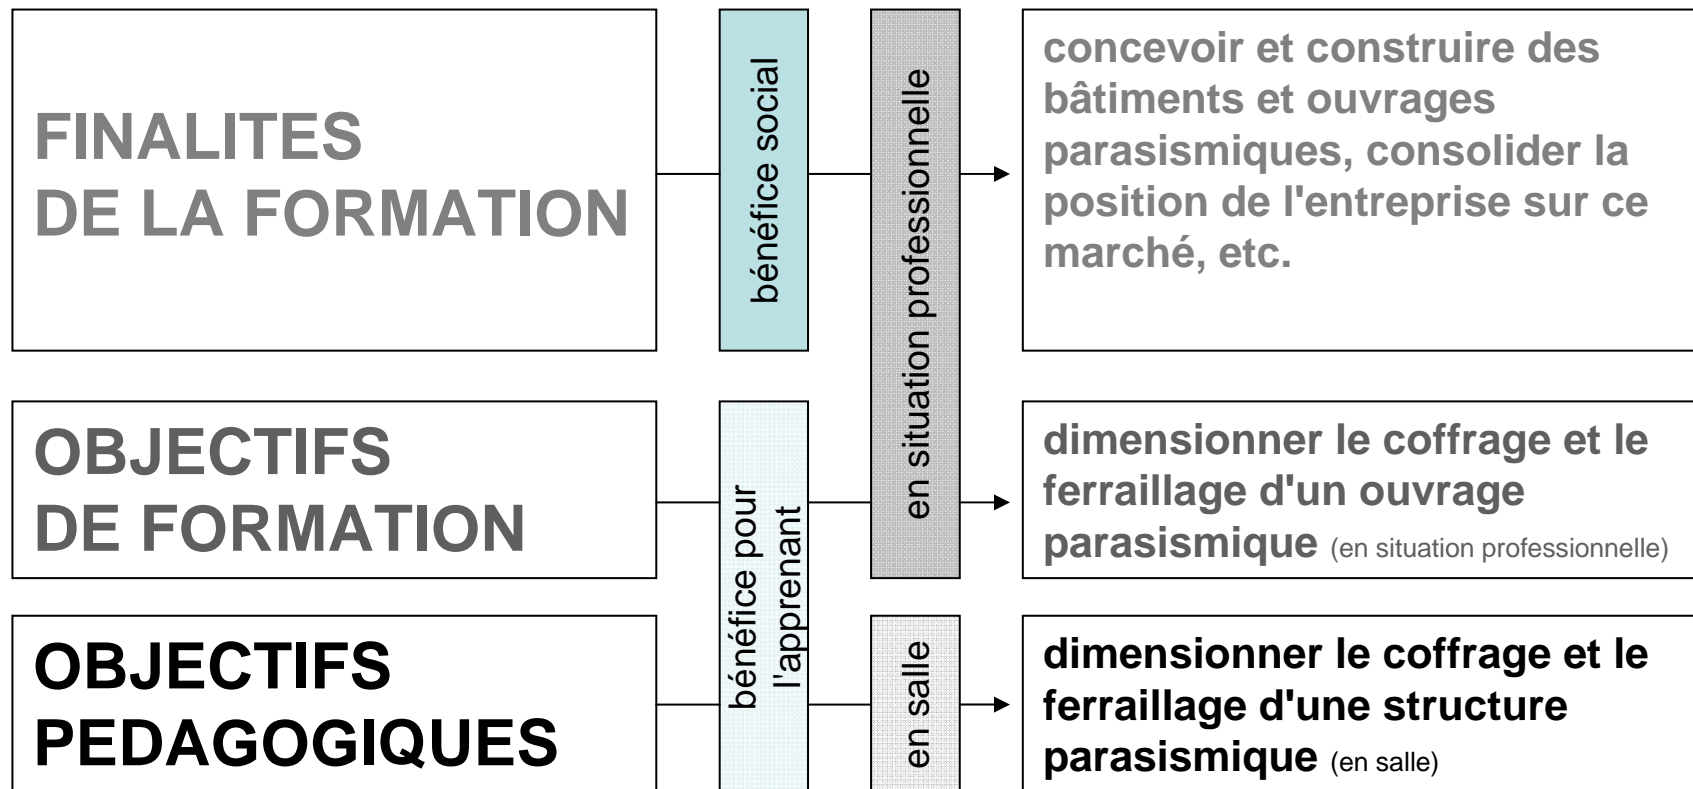 FINALITES
DE LA FORMATION
bénéfice social
en situation professionnelle
concevoir et construire des
bâtiments et ouvrages
parasismiques, consolider la
position de l'entreprise sur ce
marché, etc.
OBJECTIFS
DE FORMATION
bénéfice pour
l'apprenant
dimensionner le coffrage et le
ferraillage d'un ouvrage
parasismique (en situation professionnelle)
OBJECTIFS
PEDAGOGIQUES
en salle
dimensionner le coffrage et le
ferraillage d'une structure
parasismique (en salle)